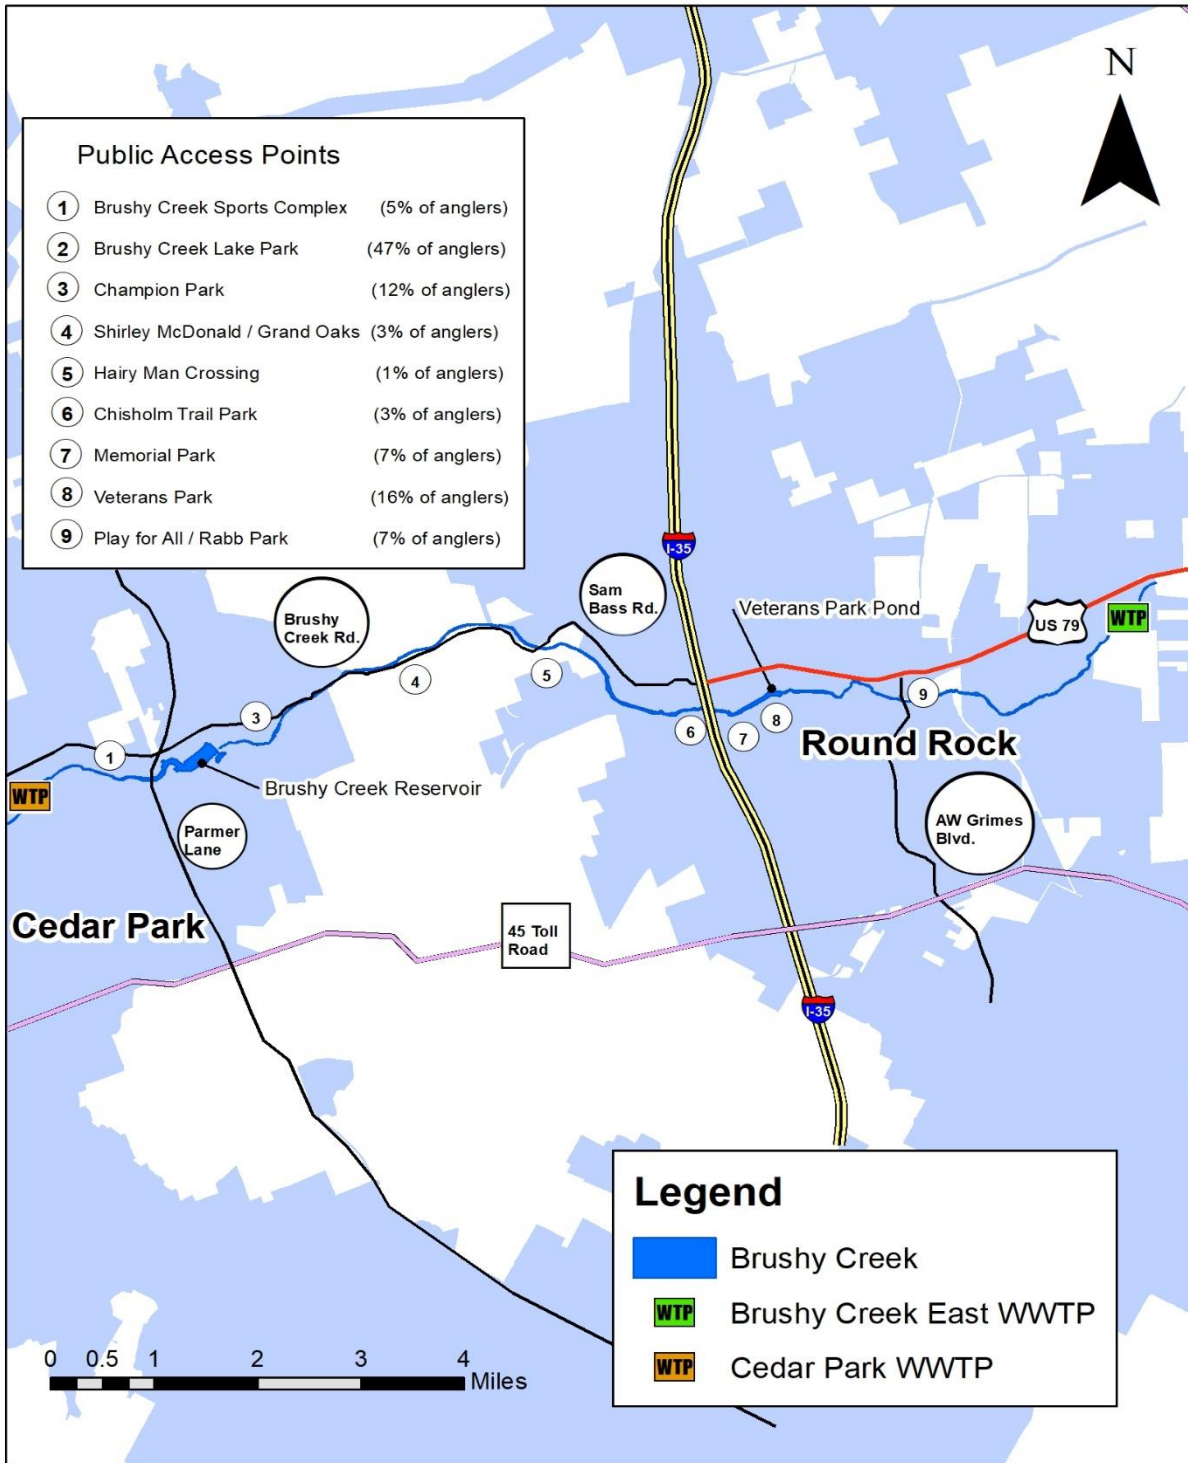 N
Public Access Points
1 Brushy Creek Sports Complex (5% of anglers)
2 Brushy Creek Lake Park (47% of anglers)
3 Champion Park (12% of anglers)
4 Shirley McDonald / Grand Oaks (3% of anglers)
5 Hairy Man Crossing (1% of anglers)
6 Chisholm Trail Park (3% of anglers)
7 Memorial Park (7% of anglers)
8 Veterans Park (16% of anglers)
9 Play for All / Rabb Park (7% of anglers)
I-35
Sam
Bass Rd.
Brushy
Creek Rd.
Veterans Park Pond
US 79
WTP
4
5
9
3
1
6
7
8
Round Rock
Brushy Creek Reservoir
WTP
Parmer
Lane
AW Grimes
Blvd.
Cedar Park
45 Toll
Road
I-35
Legend
Brushy Creek
WTP Brushy Creek East WWTP
WTP Cedar Park WWTP
0 0.5 1 2 3 4
Miles